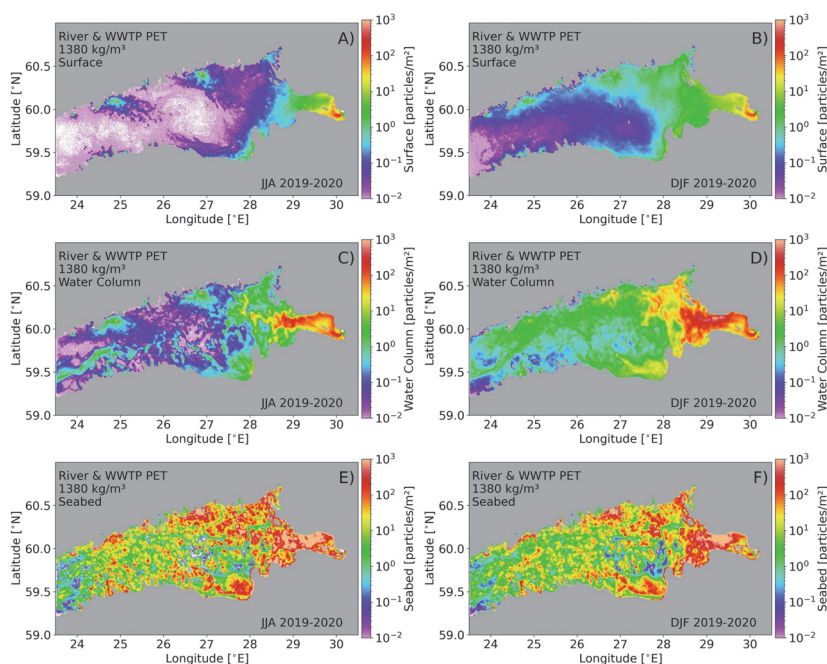 River & WWTP PET
1380 kg/m³
Surface
A)
JJA 2019-2020
60.5
60.0
59.5
59.0
Latitude [°N]
24 25 26 27 28 29 30
Longitude [°E]
10³
10²
10¹
10⁰
10⁻¹
10⁻²
Surface [particles/m²]
River & WWTP PET
1380 kg/m³
Surface
B)
DJF 2019-2020
60.5
60.0
59.5
59.0
Latitude [°N]
24 25 26 27 28 29 30
Longitude [°E]
10³
10²
10¹
10⁰
10⁻¹
10⁻²
Surface [particles/m²]
River & WWTP PET
1380 kg/m³
Water Column
C)
JJA 2019-2020
60.5
60.0
59.5
59.0
Latitude [°N]
24 25 26 27 28 29 30
Longitude [°E]
10³
10²
10¹
10⁰
10⁻¹
10⁻²
Water Column [particles/m²]
River & WWTP PET
1380 kg/m³
Water Column
D)
DJF 2019-2020
60.5
60.0
59.5
59.0
Latitude [°N]
24 25 26 27 28 29 30
Longitude [°E]
10³
10²
10¹
10⁰
10⁻¹
10⁻²
Water Column [particles/m²]
River & WWTP PET
1380 kg/m³
Seabed
E)
JJA 2019-2020
60.5
60.0
59.5
59.0
Latitude [°N]
24 25 26 27 28 29 30
Longitude [°E]
10³
10²
10¹
10⁰
10⁻¹
10⁻²
Seabed [particles/m²]
River & WWTP PET
1380 kg/m³
Seabed
F)
DJF 2019-2020
60.5
60.0
59.5
59.0
Latitude [°N]
24 25 26 27 28 29 30
Longitude [°E]
10³
10²
10¹
10⁰
10⁻¹
10⁻²
Seabed [particles/m²]